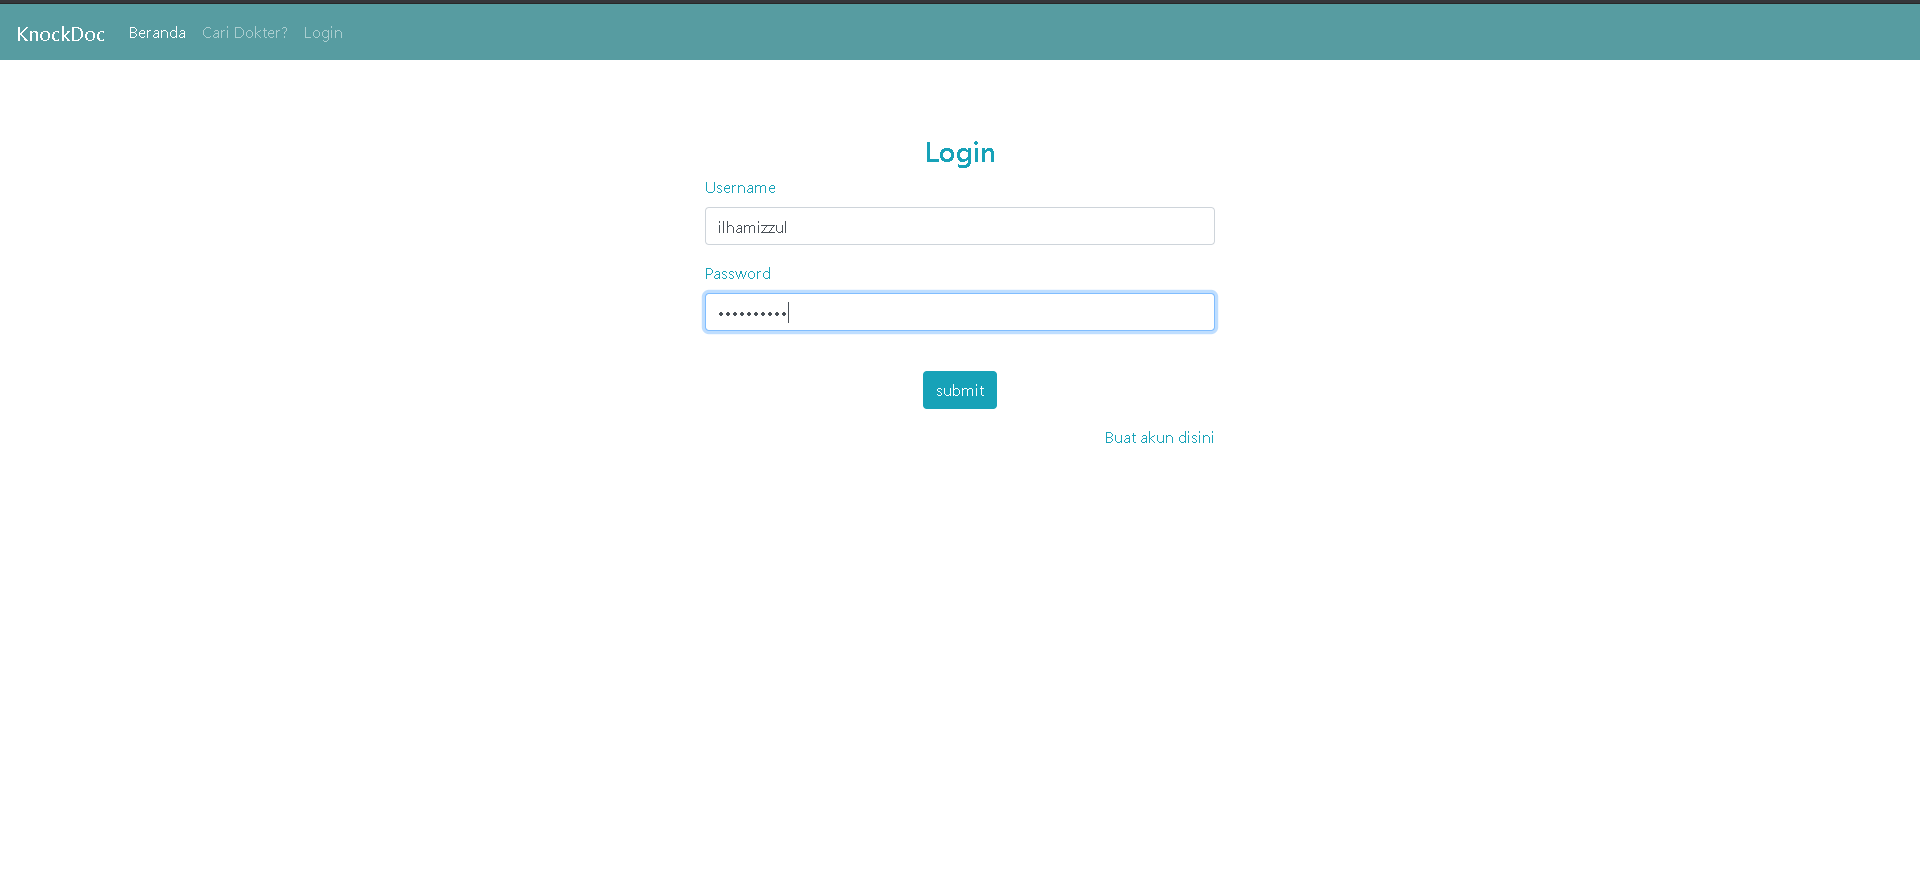 KnockDoc Beranda Cari Dokter? Login
Login
Username
ilhamizzul
Password
••••••••••
submit
Buat akun disini